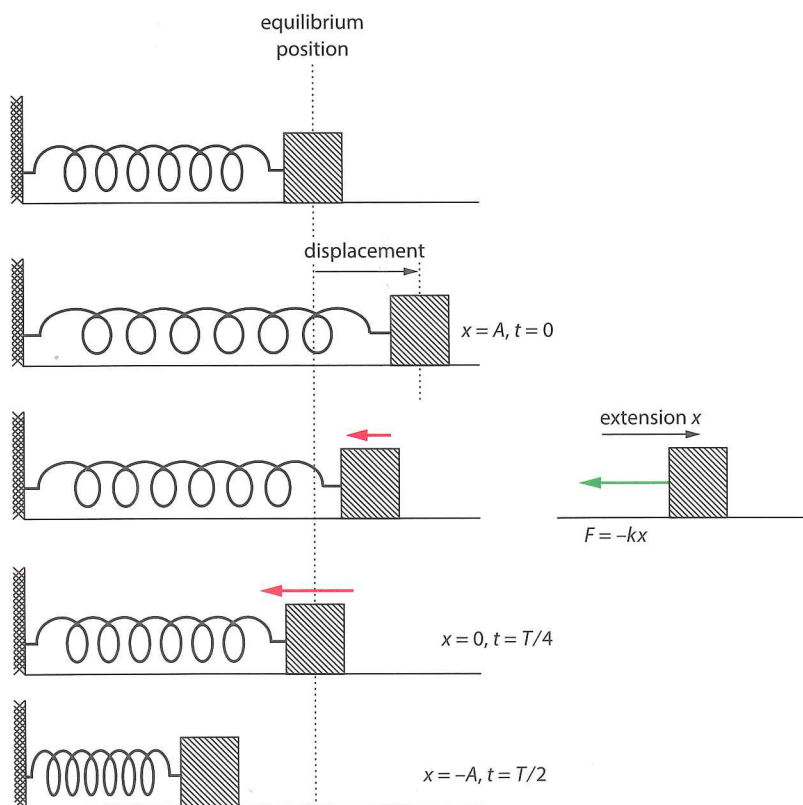 equilibrium
position
displacement
x = A, t = 0
extension x
F = –kx
x = 0, t = T/4
x = –A, t = T/2